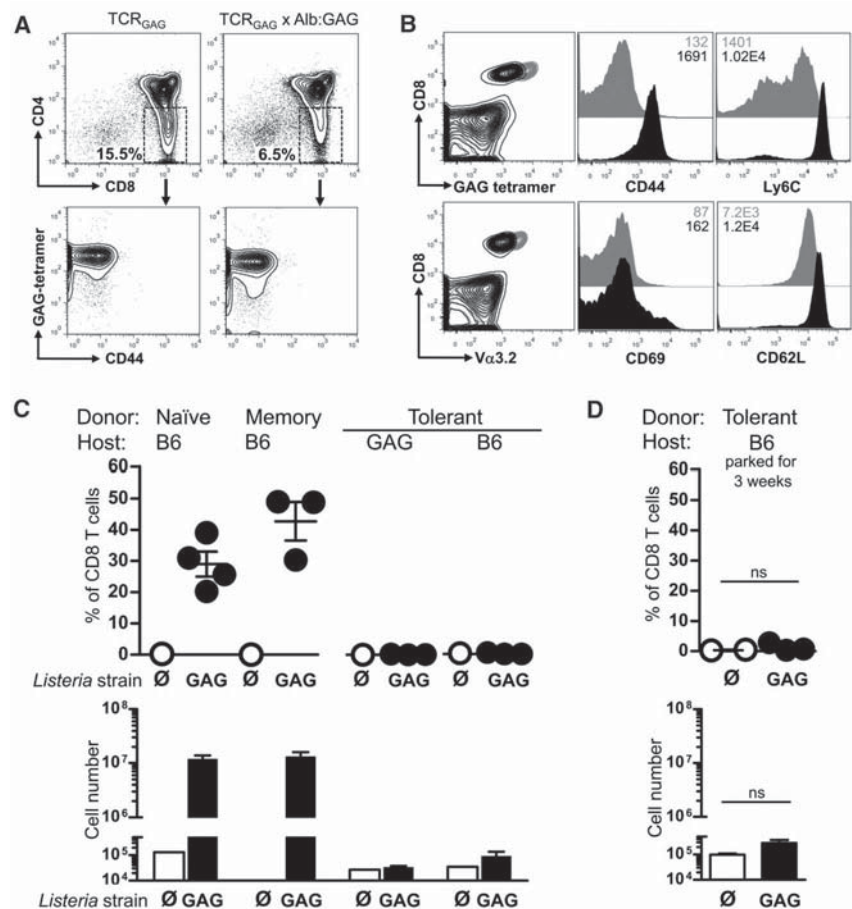 A
TCR GAG
TCR GAG x Alb:GAG
CD4
15.5%
6.5%
CD8
GAG-tetramer
CD44
B
CD8
GAG tetramer
132
1691
CD44
1401
1.02E4
Ly6C
CD8
Vα3.2
87
162
CD69
7.2E3
1.2E4
CD62L
C
Donor: Naïve Memory Tolerant
Host: B6 B6 GAG B6
% of CD8 T cells
60
50
40
30
20
10
0
Listeria strain Ø GAG Ø GAG Ø GAG Ø GAG
Cell number
10^8
10^7
10^6
10^5
10^4
Listeria strain Ø GAG Ø GAG Ø GAG Ø GAG
D
Donor: Tolerant
Host: B6
parked for
3 weeks
% of CD8 T cells
60
50
40
30
20
10
0
ns
Ø GAG
Cell number
10^8
10^7
10^6
10^5
10^4
ns
Ø GAG